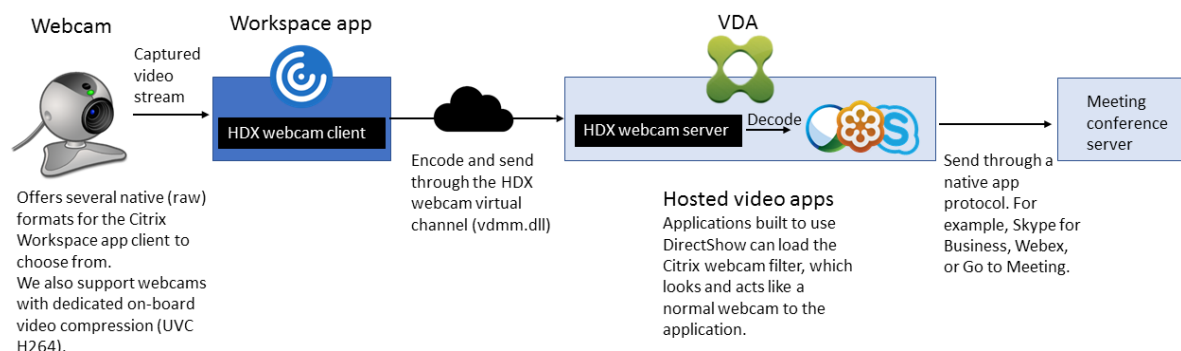 Webcam
Captured
video
stream
Offers several native (raw)
formats for the Citrix
Workspace app client to
choose from.
We also support webcams
with dedicated on-board
video compression (UVC
H264).
Workspace app
HDX webcam client
Encode and send
through the HDX
webcam virtual
channel (vdmm.dll)
VDA
HDX webcam server
Decode
S
Hosted video apps
Applications built to use
DirectShow can load the
Citrix webcam filter, which
looks and acts like a
normal webcam to the
application.
Send through a
native app
protocol. For
example, Skype for
Business, Webex,
or Go to Meeting.
Meeting
conference
server